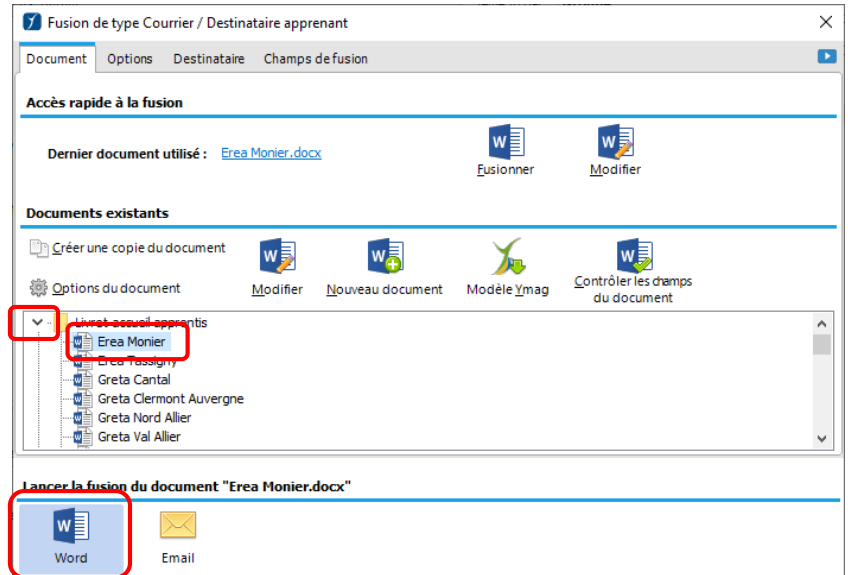 Fusion de type Courrier / Destinataire apprenant
Document Options Destinataire Champs de fusion
Accès rapide à la fusion
Dernier document utilisé : Erea Monier.docx
Fusionner Modifier
Documents existants
Créer une copie du document
Options du document
Modifier Nouveau document Modèle Ymag Contrôler les champs
du document
Livret accueil apprentis
Erea Monier
Erea Tassigny
Greta Cantal
Greta Clermont Auvergne
Greta Nord Allier
Greta Val Allier
Lancer la fusion du document "Erea Monier.docx"
Word Email